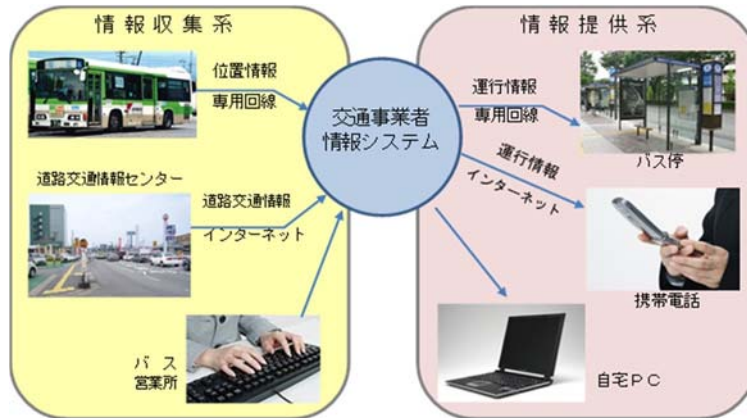 情報収集系
位置情報
専用回線
道路交通情報センター
道路交通情報
インターネット
バス
営業所
交通事業者
情報システム
情報提供系
運行情報
専用回線
バス停
運行情報
インターネット
携帯電話
自宅PC